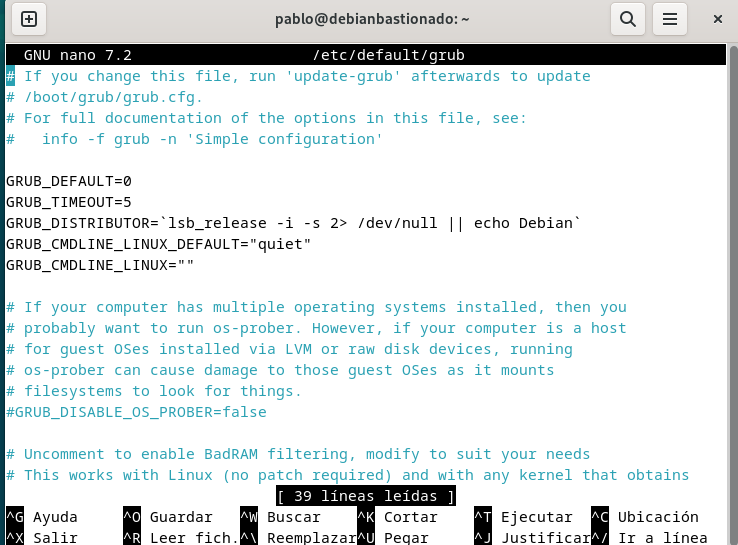 pablo@debianbastionado: ~
GNU nano 7.2 /etc/default/grub
# If you change this file, run 'update-grub' afterwards to update
# /boot/grub/grub.cfg.
# For full documentation of the options in this file, see:
#   info -f grub -n 'Simple configuration'

GRUB_DEFAULT=0
GRUB_TIMEOUT=5
GRUB_DISTRIBUTOR=`lsb_release -i -s 2> /dev/null || echo Debian`
GRUB_CMDLINE_LINUX_DEFAULT="quiet"
GRUB_CMDLINE_LINUX=""

# If your computer has multiple operating systems installed, then you
# probably want to run os-prober. However, if your computer is a host
# for guest OSes installed via LVM or raw disk devices, running
# os-prober can cause damage to those guest OSes as it mounts
# filesystems to look for things.
#GRUB_DISABLE_OS_PROBER=false

# Uncomment to enable BadRAM filtering, modify to suit your needs
# This works with Linux (no patch required) and with any kernel that obtains
[ 39 líneas leídas ]
^G Ayuda ^O Guardar ^W Buscar ^K Cortar ^T Ejecutar ^C Ubicación
^X Salir ^R Leer fich. ^\ Reemplazar ^U Pegar ^J Justificar ^/ Ir a línea